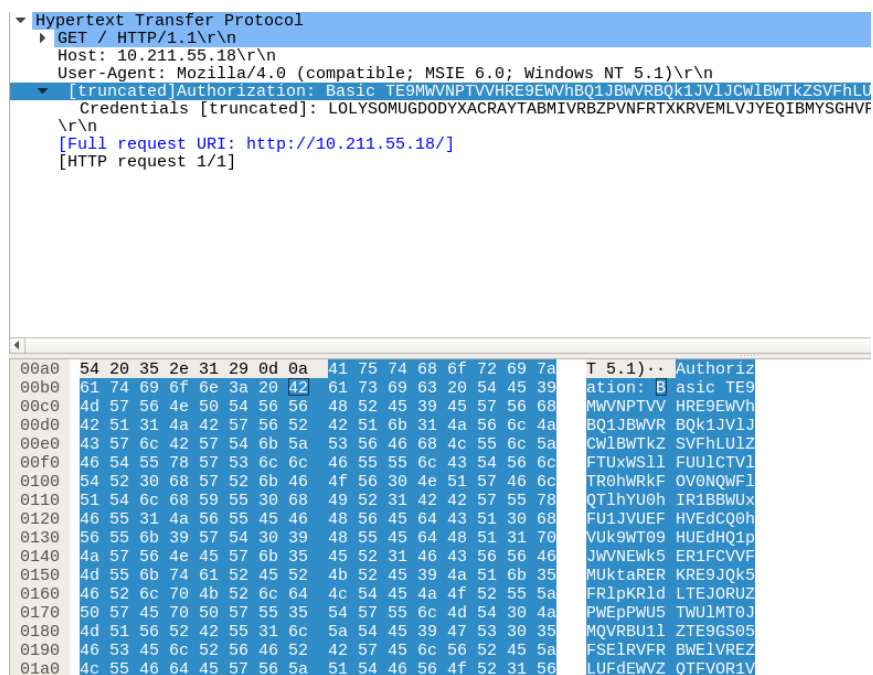 Hypertext Transfer Protocol
GET / HTTP/1.1\r\n
Host: 10.211.55.18\r\n
User-Agent: Mozilla/4.0 (compatible; MSIE 6.0; Windows NT 5.1)\r\n
[truncated]Authorization: Basic TE9MWVNPTVVHRE9EWVhBQ1JBWVRBQk1JVlJCWlBWTkZSVFhLU
Credentials [truncated]: LOLYSOMUGDODYXACRAYTABMIVRBZPVNFRTXKRVEMLVJYEQIBMYSGHVF
\r\n
[Full request URI: http://10.211.55.18/]
[HTTP request 1/1]
00a0 54 20 35 2e 31 29 0d 0a 41 75 74 68 6f 72 69 7a T 5.1)·· Authoriz
00b0 61 74 69 6f 6e 3a 20 42 61 73 69 63 20 54 45 39 ation: B asic TE9
00c0 4d 57 56 4e 50 54 56 56 48 52 45 39 45 57 56 68 MWVNPTVV HRE9EWVh
00d0 42 51 31 4a 42 57 56 52 42 51 6b 31 4a 56 6c 4a BQ1JBWVR BQk1JVlJ
00e0 43 57 6c 42 57 54 6b 5a 53 56 46 68 4c 55 6c 5a CWlBWTkZ SVFhLUlZ
00f0 46 54 55 78 57 53 6c 6c 46 55 55 6c 43 54 56 6c FTUxWSll FUUlCTVl
0100 54 52 30 68 57 52 6b 46 4f 56 30 4e 51 57 46 6c TR0hWRkF OV0NQWFl
0110 51 54 6c 68 59 55 30 68 49 52 31 42 42 57 55 78 QTlhYU0h IR1BBWUx
0120 46 55 31 4a 56 55 45 46 48 56 45 64 43 51 30 68 FU1JVUEF HVEdCQ0h
0130 56 55 6b 39 57 54 30 39 48 55 45 64 48 51 31 70 VUk9WT09 HUEdHQ1p
0140 4a 57 56 4e 45 57 6b 35 45 52 31 46 43 56 56 46 JWVNEWk5 ER1FCVVF
0150 4d 55 6b 74 61 52 45 52 4b 52 45 39 4a 51 6b 35 MUktaRER KRE9JQk5
0160 46 52 6c 70 4b 52 6c 64 4c 54 45 4a 4f 52 55 5a FRlpKRld LTEJORUZ
0170 50 57 45 70 50 57 55 35 54 57 55 6c 4d 54 30 4a PWEpPWU5 TWUlMT0J
0180 4d 51 56 52 42 55 31 6c 5a 54 45 39 47 53 30 35 MQVRBU1l ZTE9GS05
0190 46 53 45 6c 52 56 46 52 42 57 45 6c 56 52 45 5a FSElRVFR BWElVREZ
01a0 4c 55 46 64 45 57 56 5a 51 54 46 56 4f 52 31 56 LUFdEWVZ QTFVOR1V